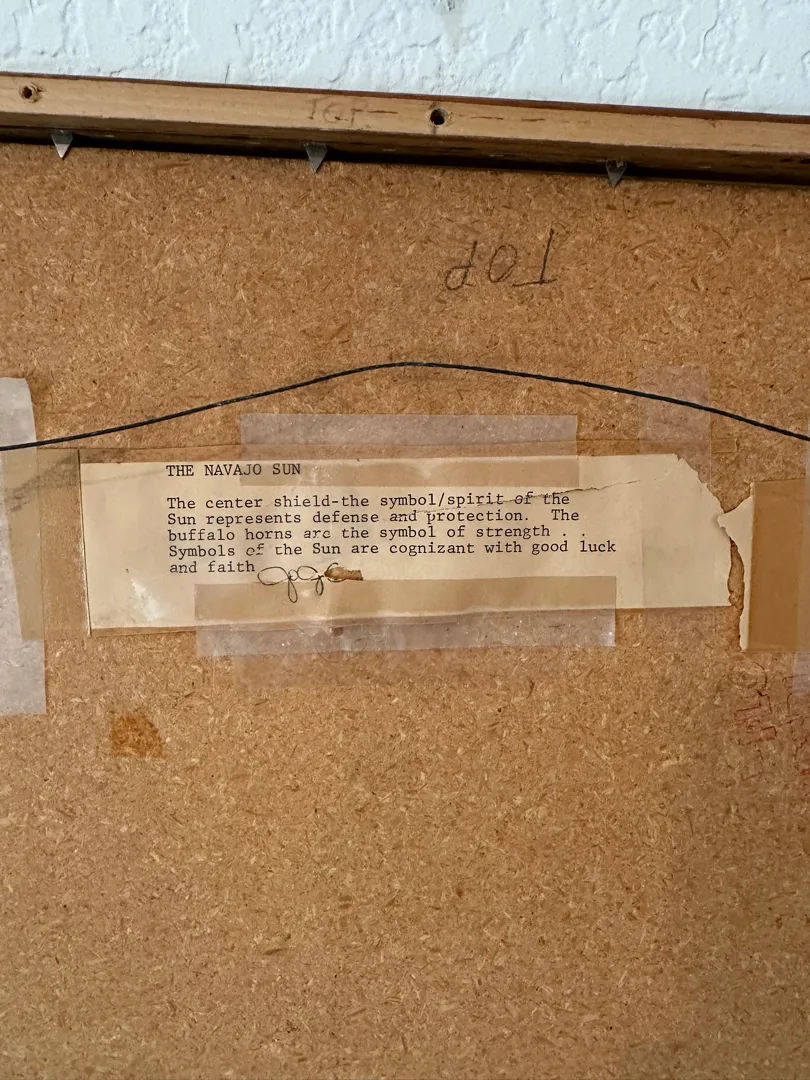 TOP
TOP
THE NAVAJO SUN
The center shield-the symbol/spirit of the
Sun represents defense and protection.  The
buffalo horns are the symbol of strength . .
Symbols of the Sun are cognizant with good luck
and faith